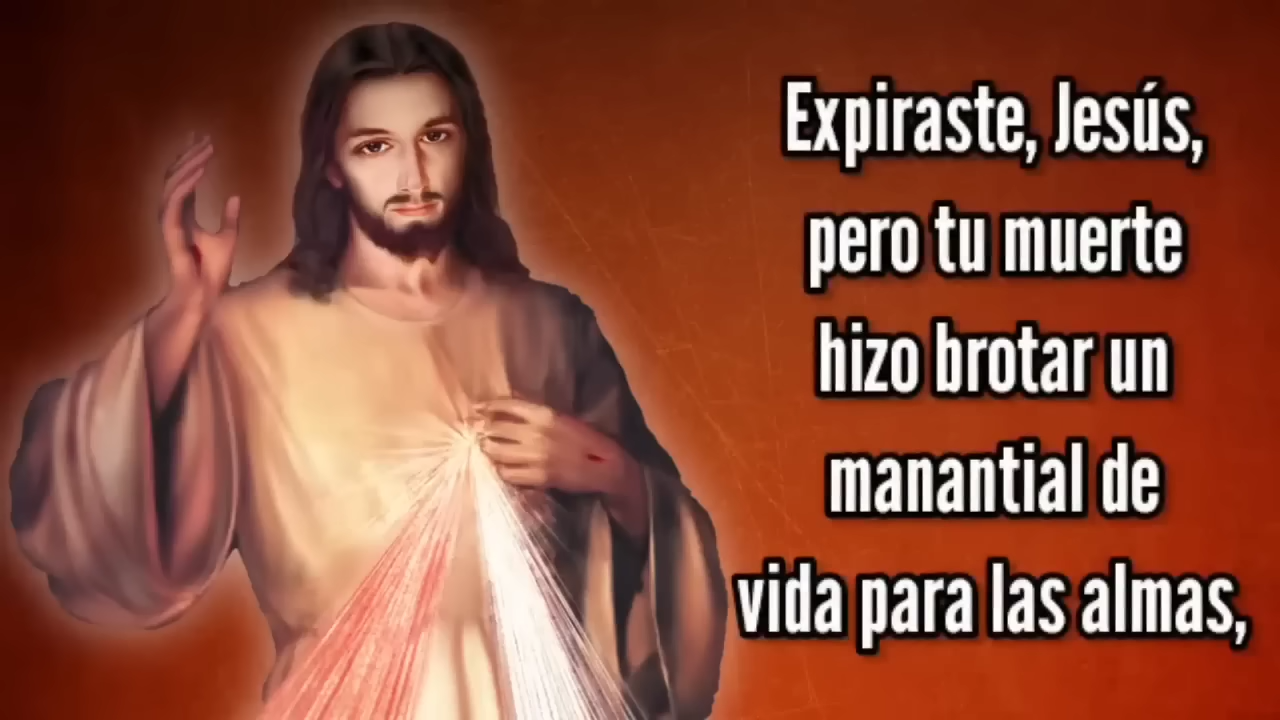 Expiraste, Jesús,
pero tu muerte
hizo brotar un
manantial de
vida para las almas,